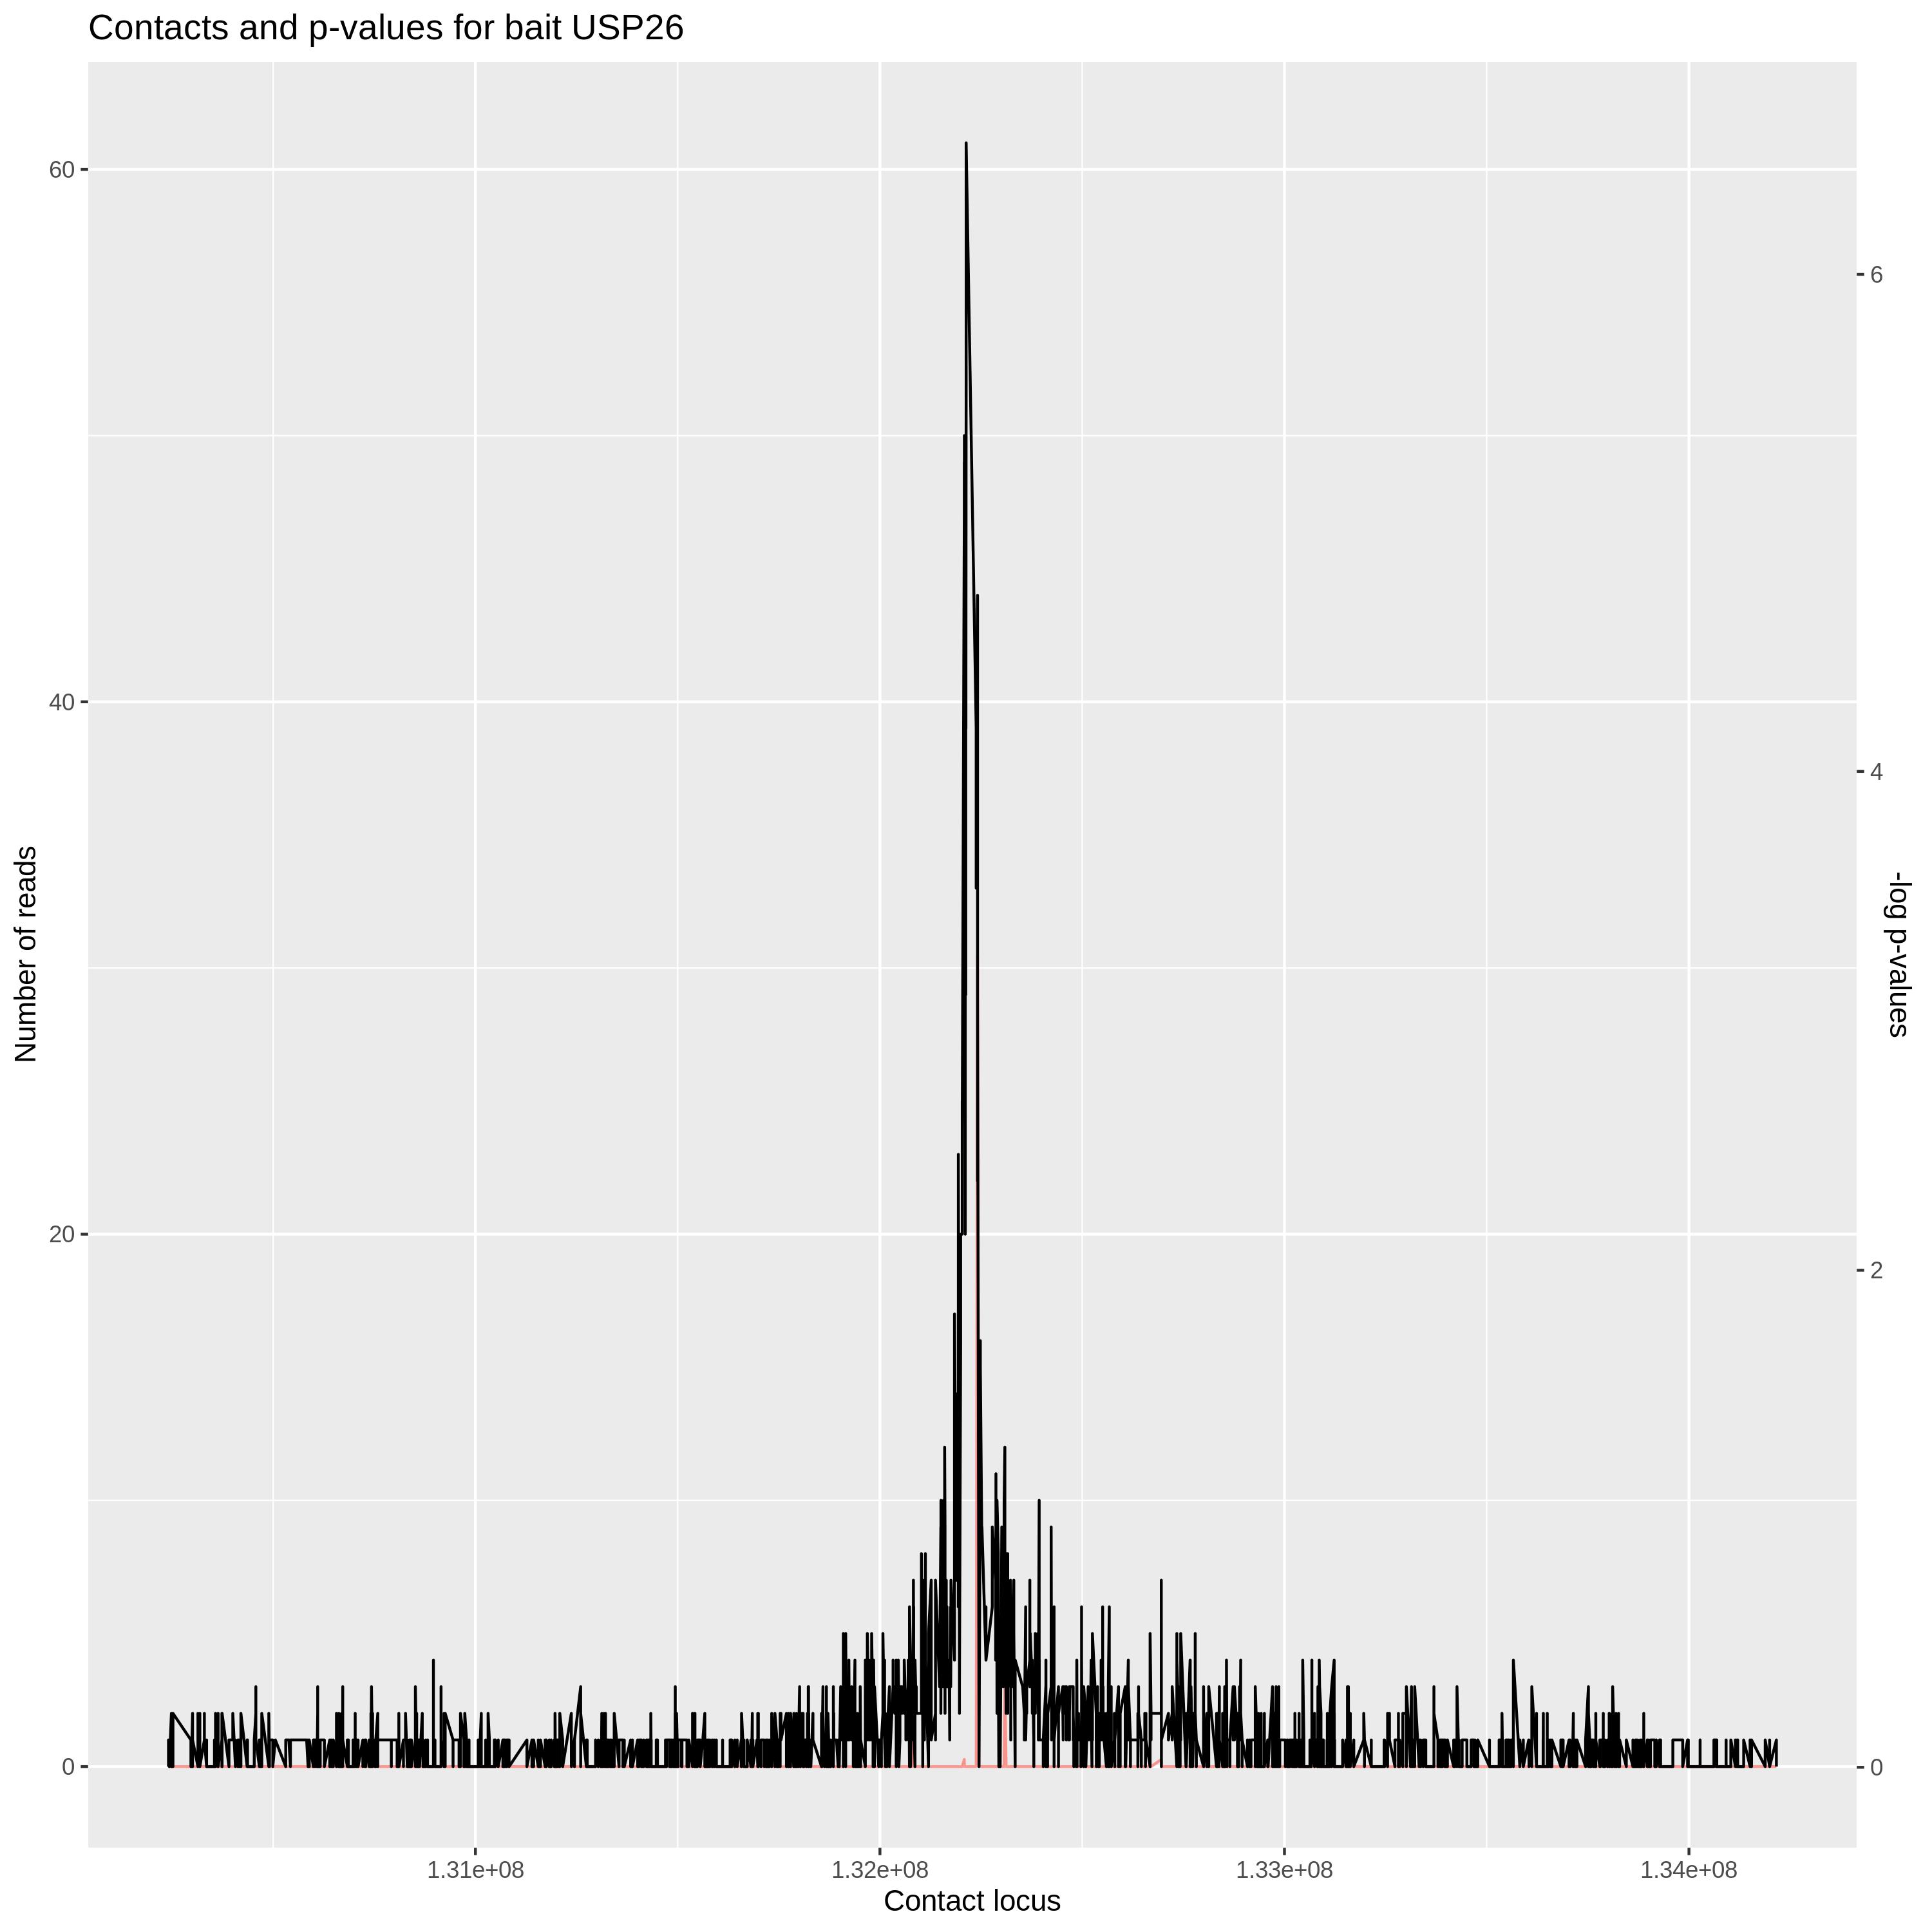 Contacts and p-values for bait USP26
60
40
20
0
Number of reads
6
4
2
0
-log p-values
1.31e+08 1.32e+08 1.33e+08 1.34e+08
Contact locus